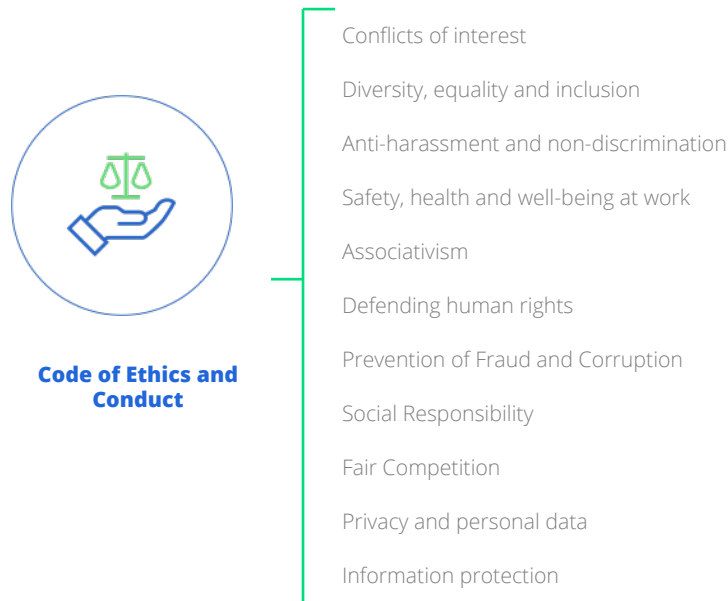 Conflicts of interest
Diversity, equality and inclusion
Anti-harassment and non-discrimination
Safety, health and well-being at work
Associativism
Defending human rights
Prevention of Fraud and Corruption
Social Responsibility
Fair Competition
Privacy and personal data
Information protection
Code of Ethics and
Conduct